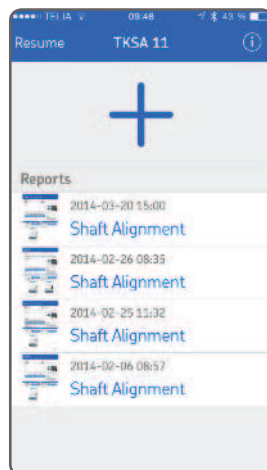 TELIA 09:48 43 %
Resume TKSA 11
Reports
2014-03-20 15:00
Shaft Alignment
2014-02-26 08:35
Shaft Alignment
2014-02-25 11:32
Shaft Alignment
2014-02-06 08:57
Shaft Alignment